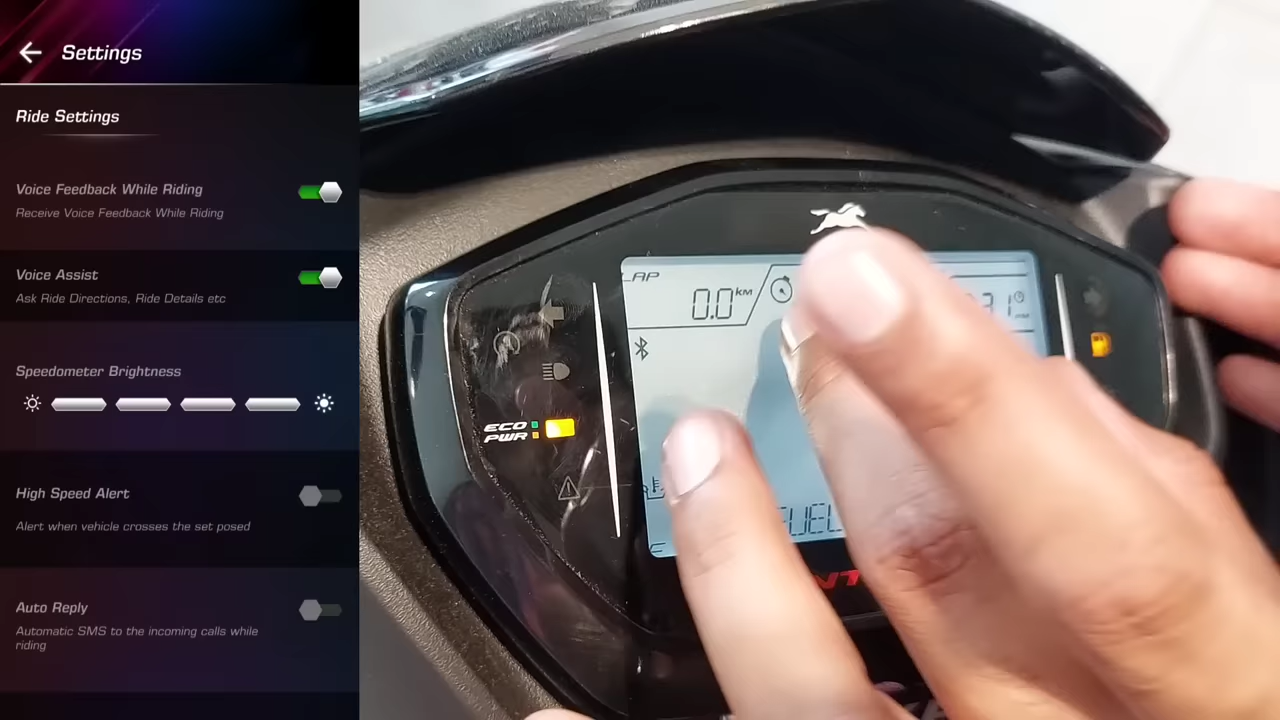 Settings
Ride Settings
Voice Feedback While Riding
Receive Voice Feedback While Riding
Voice Assist
Ask Ride Directions, Ride Details etc
Speedometer Brightness
High Speed Alert
Alert when vehicle crosses the set posed
Auto Reply
Automatic SMS to the incoming calls while
riding
LAP
0.0 KM
31
ECO
PWR
FUEL
E
NT